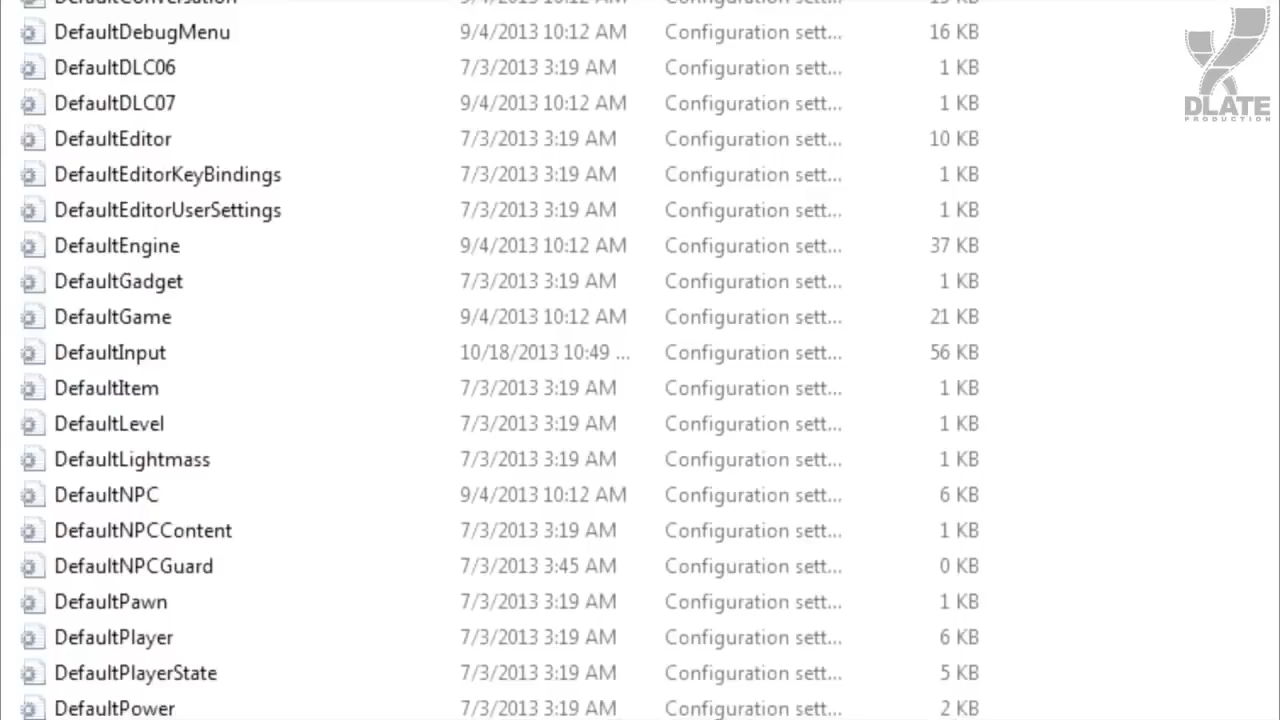 DefaultConversation 9/4/2013 10:12 AM Configuration sett... KB
DefaultDebugMenu 9/4/2013 10:12 AM Configuration sett... 16 KB
DefaultDLC06 7/3/2013 3:19 AM Configuration sett... 1 KB
DefaultDLC07 9/4/2013 10:12 AM Configuration sett... 1 KB
DefaultEditor 7/3/2013 3:19 AM Configuration sett... 10 KB
DefaultEditorKeyBindings 7/3/2013 3:19 AM Configuration sett... 1 KB
DefaultEditorUserSettings 7/3/2013 3:19 AM Configuration sett... 1 KB
DefaultEngine 9/4/2013 10:12 AM Configuration sett... 37 KB
DefaultGadget 7/3/2013 3:19 AM Configuration sett... 1 KB
DefaultGame 9/4/2013 10:12 AM Configuration sett... 21 KB
DefaultInput 10/18/2013 10:49 ... Configuration sett... 56 KB
DefaultItem 7/3/2013 3:19 AM Configuration sett... 1 KB
DefaultLevel 7/3/2013 3:19 AM Configuration sett... 1 KB
DefaultLightmass 7/3/2013 3:19 AM Configuration sett... 1 KB
DefaultNPC 9/4/2013 10:12 AM Configuration sett... 6 KB
DefaultNPCContent 7/3/2013 3:19 AM Configuration sett... 1 KB
DefaultNPCGuard 7/3/2013 3:45 AM Configuration sett... 0 KB
DefaultPawn 7/3/2013 3:19 AM Configuration sett... 1 KB
DefaultPlayer 7/3/2013 3:19 AM Configuration sett... 6 KB
DefaultPlayerState 7/3/2013 3:19 AM Configuration sett... 5 KB
DefaultPower 7/3/2013 3:19 AM Configuration sett... 2 KB
DLATE
PRODUCTION